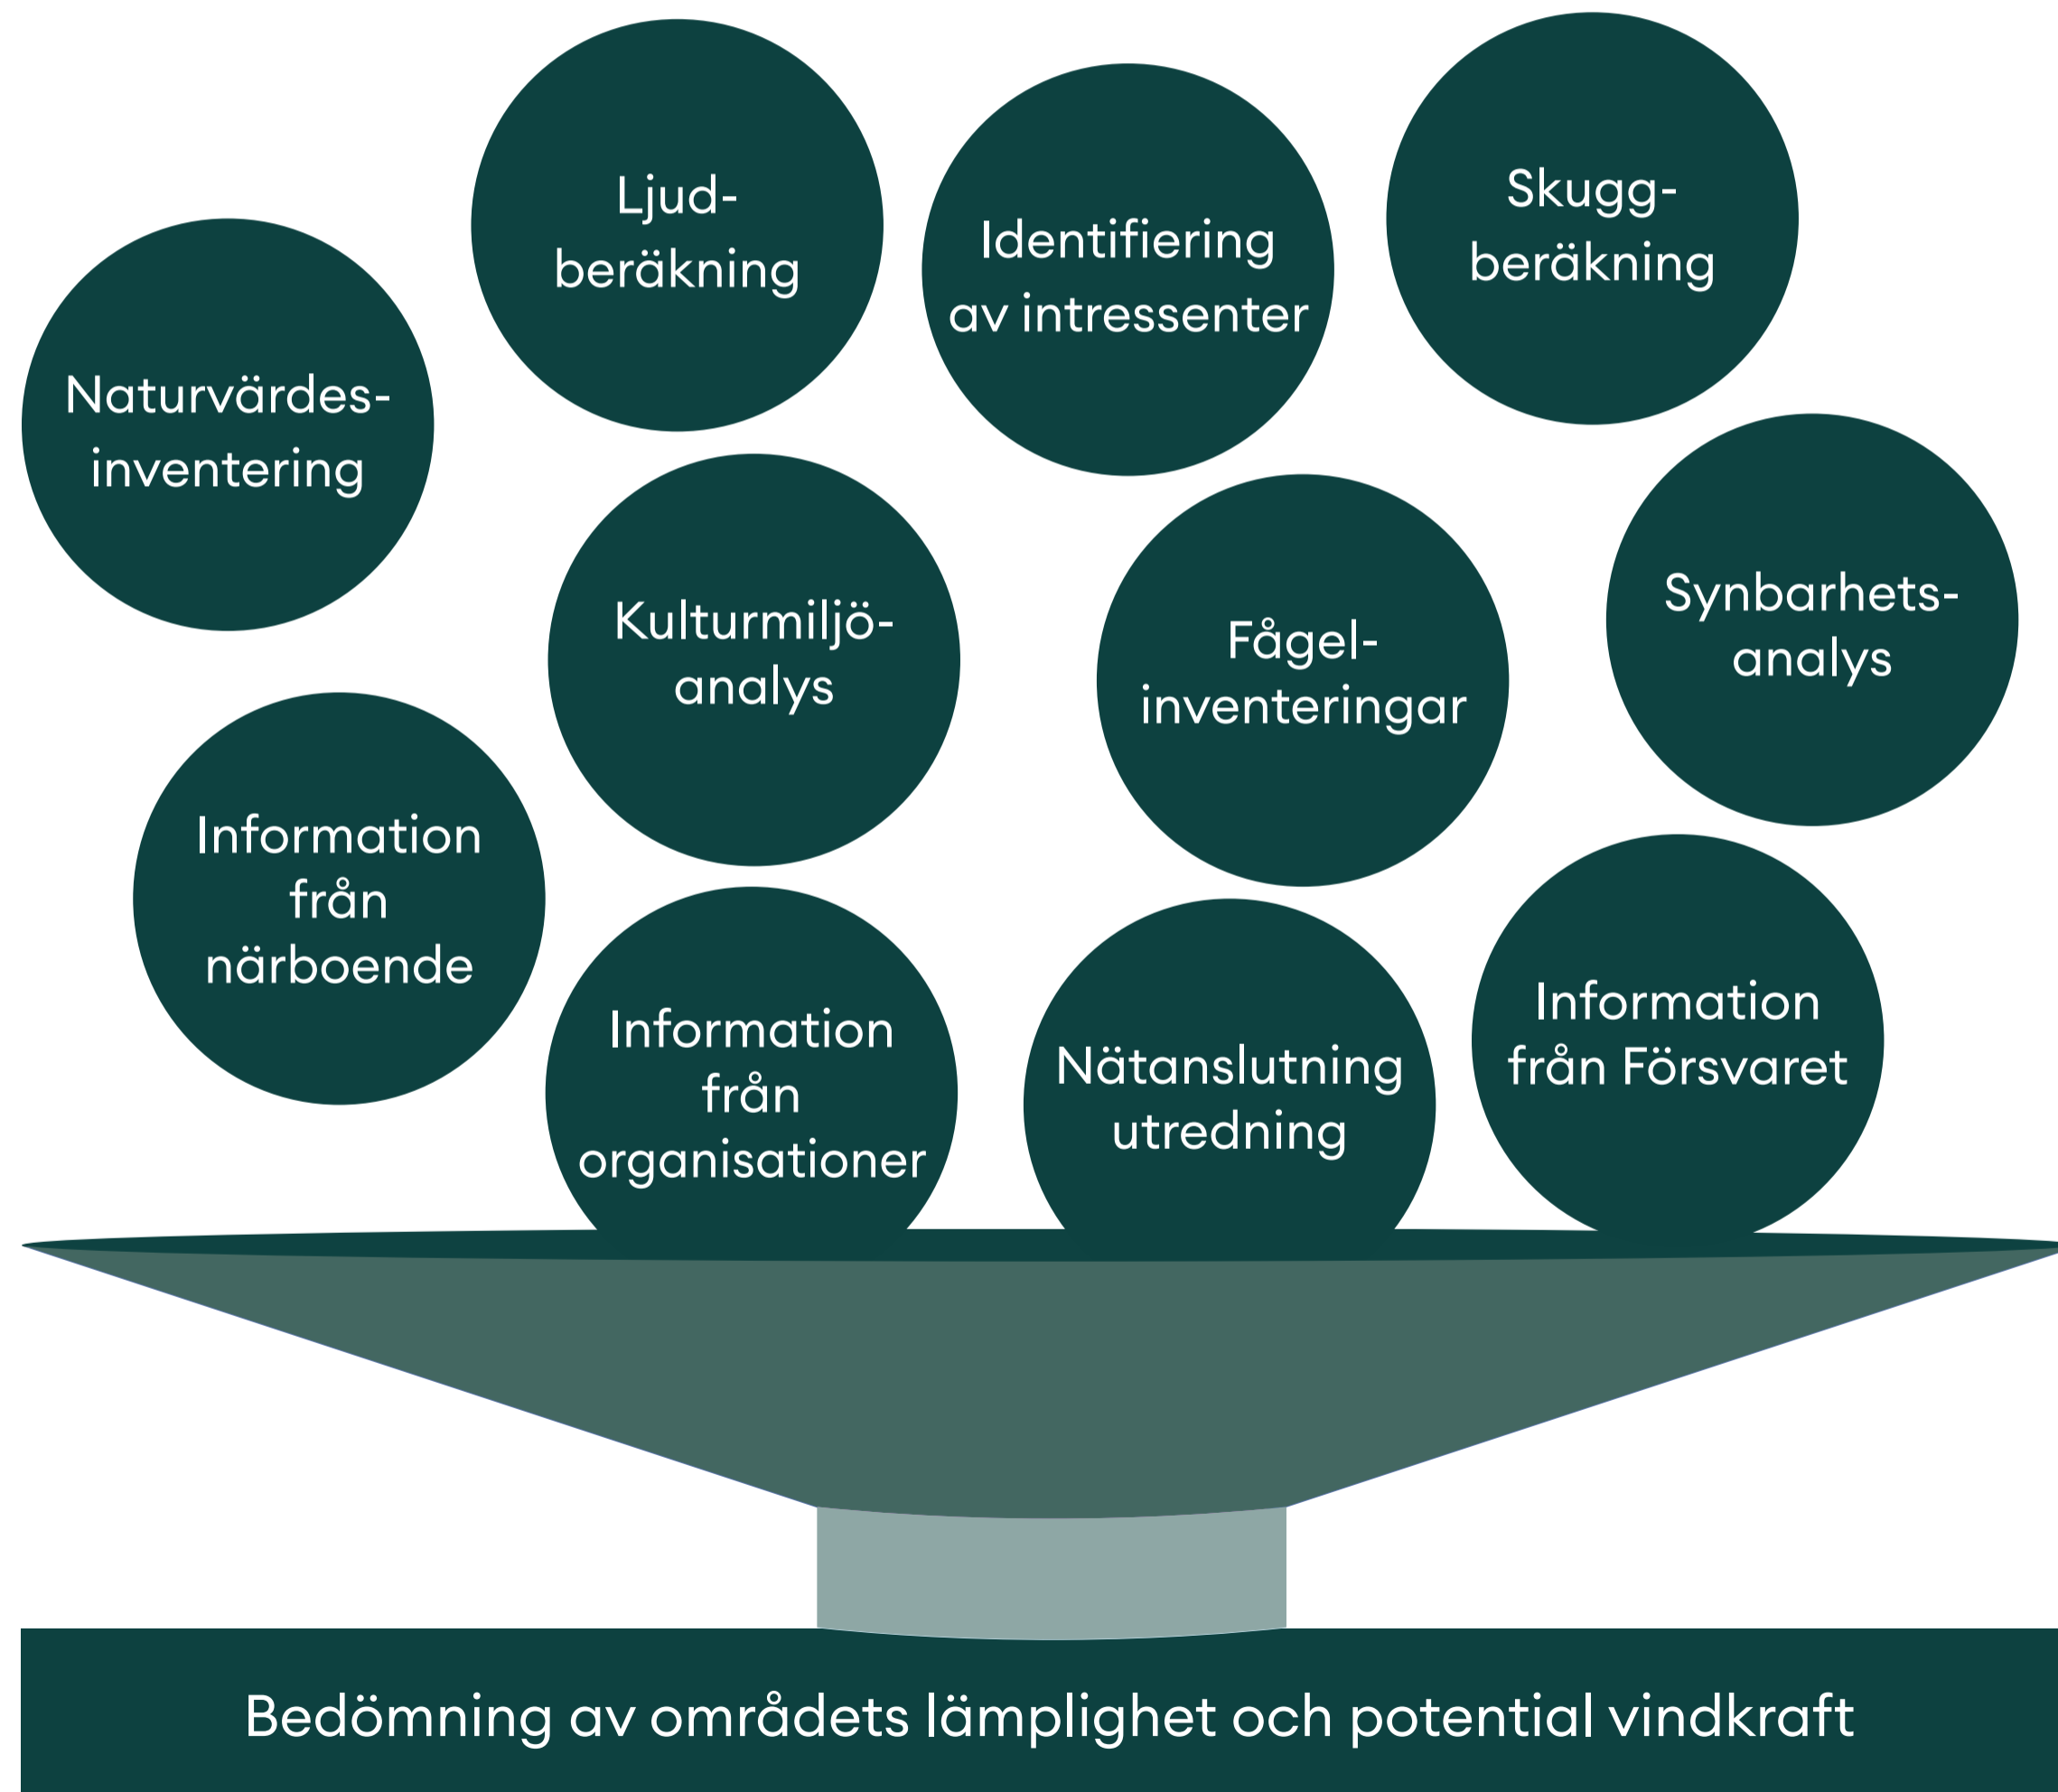 Ljud-
beräkning
Identifiering
av intressenter
Skugg-
beräkning
Naturvärdes-
inventering
Kulturmiljö-
analys
Fågel-
inventeringar
Synbarhets-
analys
Information
från
närboende
Information
från
organisationer
Nätanslutning
utredning
Information
från Försvaret
Bedömning av områdets lämplighet och potential vindkraft